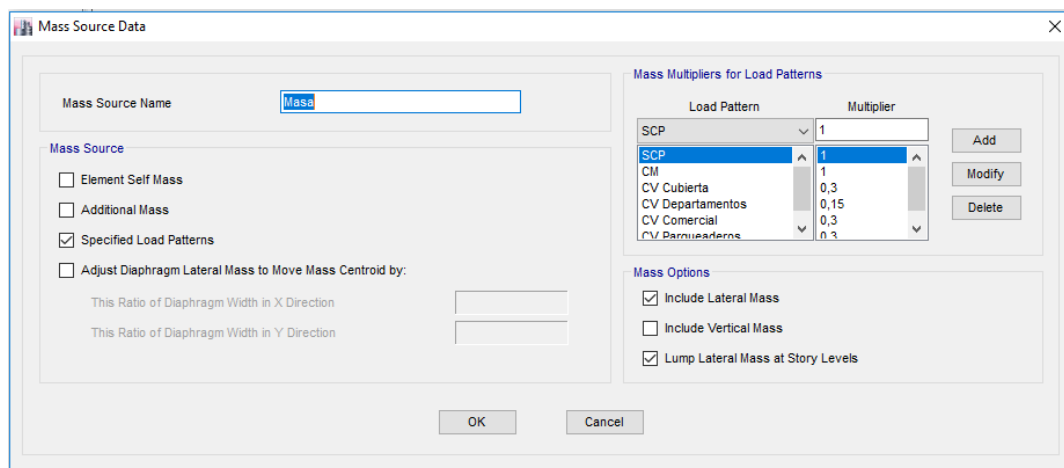 Mass Source Data
Mass Source Name
Masa
Mass Source
Element Self Mass
Additional Mass
Specified Load Patterns
Adjust Diaphragm Lateral Mass to Move Mass Centroid by:
This Ratio of Diaphragm Width in X Direction
This Ratio of Diaphragm Width in Y Direction
Mass Multipliers for Load Patterns
Load Pattern Multiplier
SCP 1
SCP 1
CM 1
CV Cubierta 0,3
CV Departamentos 0,15
CV Comercial 0,3
CV Parqueaderos 0,3
Add
Modify
Delete
Mass Options
Include Lateral Mass
Include Vertical Mass
Lump Lateral Mass at Story Levels
OK Cancel